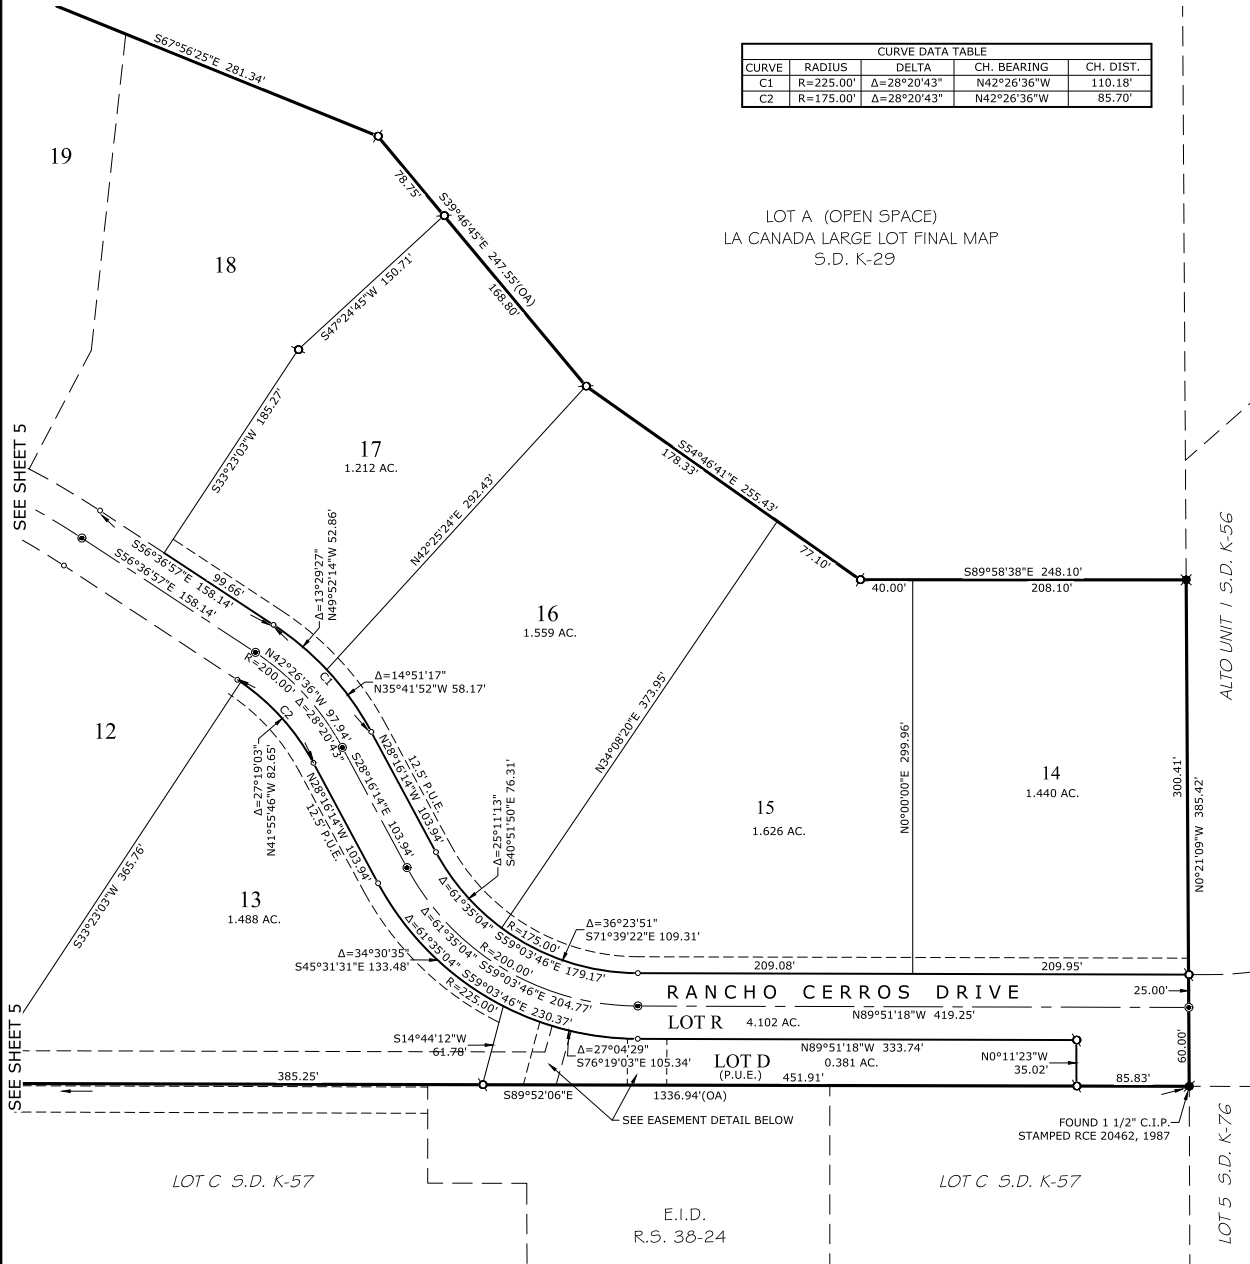 CURVE DATA TABLE
CURVE RADIUS DELTA CH. BEARING CH. DIST.
C1 R=225.00' Δ=28°20'43" N42°26'36"W 110.18'
C2 R=175.00' Δ=28°20'43" N42°26'36"W 85.70'
S67°56'25"E 281.34'
19
78.75'
S39°46'45"E 247.55'(OA)
168.80'
LOT A (OPEN SPACE)
LA CANADA LARGE LOT FINAL MAP
S.D. K-29
18
S47°24'45"W 150.71'
S33°23'03"W 185.27'
17
1.212 AC.
SEE SHEET 5
S54°46'41"E 255.43'
178.33'
77.10'
N42°25'24"E 292.43'
S89°58'38"E 248.10'
40.00'
208.10'
ALTO UNIT 1 S.D. K-56
S56°36'57"E 158.14'
99.66'
S56°36'57"E 158.14'
Δ=13°29'27"
N49°52'14"W 52.86'
16
1.559 AC.
C1
Δ=14°51'17"
N35°41'52"W 58.17'
N42°26'36"W 97.94'
R=200.00' Δ=28°20'43"
C2
12
N34°08'20"E 373.95'
N0°00'00"E 299.96'
14
1.440 AC.
15
1.626 AC.
300.41'
N0°21'09"W 385.42'
Δ=27°19'03"
N41°55'46"W 82.65'
N28°16'14"W 103.94'
12.5' P.U.E.
S28°16'14"E 103.94'
N28°16'14"W 103.94'
12.5' P.U.E.
Δ=25°11'13"
S40°51'50"E 76.31'
S33°23'03"W 365.76'
13
1.488 AC.
Δ=61°35'04" S59°03'46"E 179.17'
R=175.00'
Δ=36°23'51"
S71°39'22"E 109.31'
Δ=61°35'04" S59°03'46"E 204.77'
R=200.00'
Δ=61°35'04" S59°03'46"E 230.37'
R=225.00'
Δ=34°30'35"
S45°31'31"E 133.48'
209.08'
209.95'
RANCHO CERROS DRIVE
25.00'
N89°51'18"W 419.25'
LOT R 4.102 AC.
SEE SHEET 5
S14°44'12"W
61.78'
Δ=27°04'29"
S76°19'03"E 105.34'
N89°51'18"W 333.74'
LOT D 0.381 AC.
(P.U.E.)
N0°11'23"W
35.02'
60.00'
385.25'
451.91'
85.83'
S89°52'06"E
1336.94'(OA)
SEE EASEMENT DETAIL BELOW
FOUND 1 1/2" C.I.P.
STAMPED RCE 20462, 1987
LOT C S.D. K-57
LOT C S.D. K-57
E.I.D.
R.S. 38-24
LOT 5 S.D. K-76